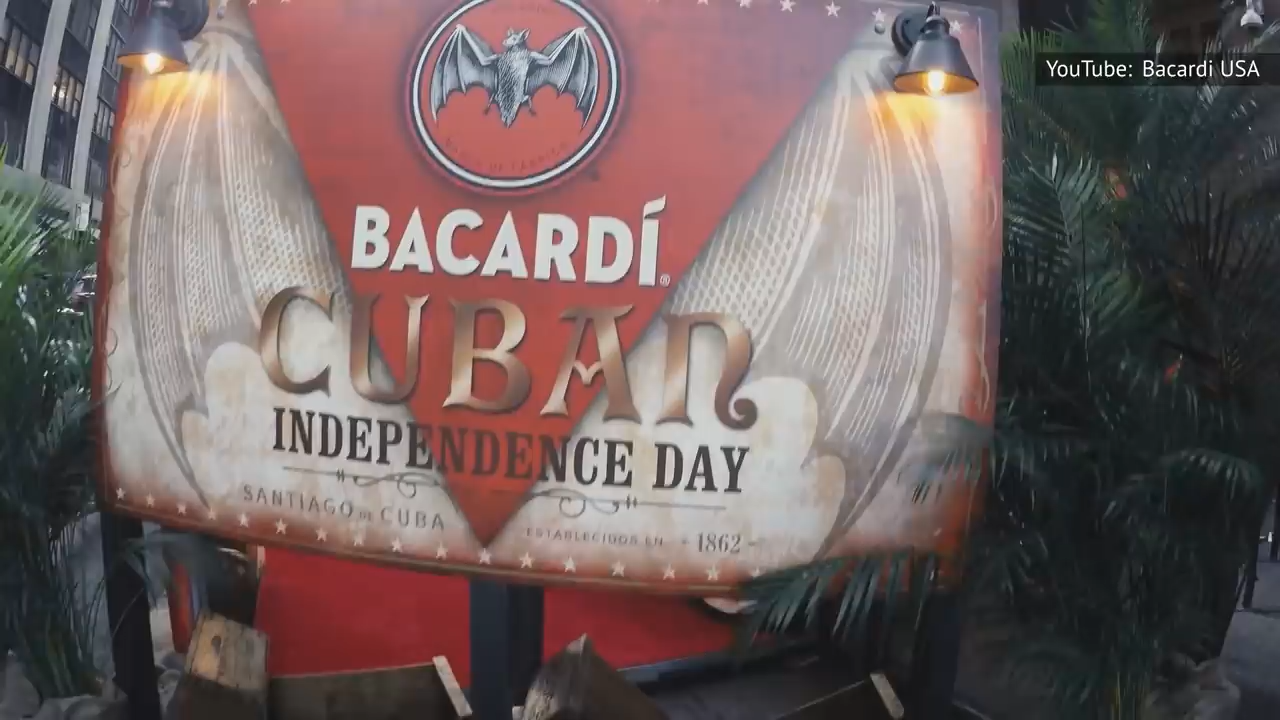 YouTube: Bacardi USA
BACARDÍ®
CUBAN
INDEPENDENCE DAY
SANTIAGO DE CUBA
ESTABLECIDOS EN - 1862 -